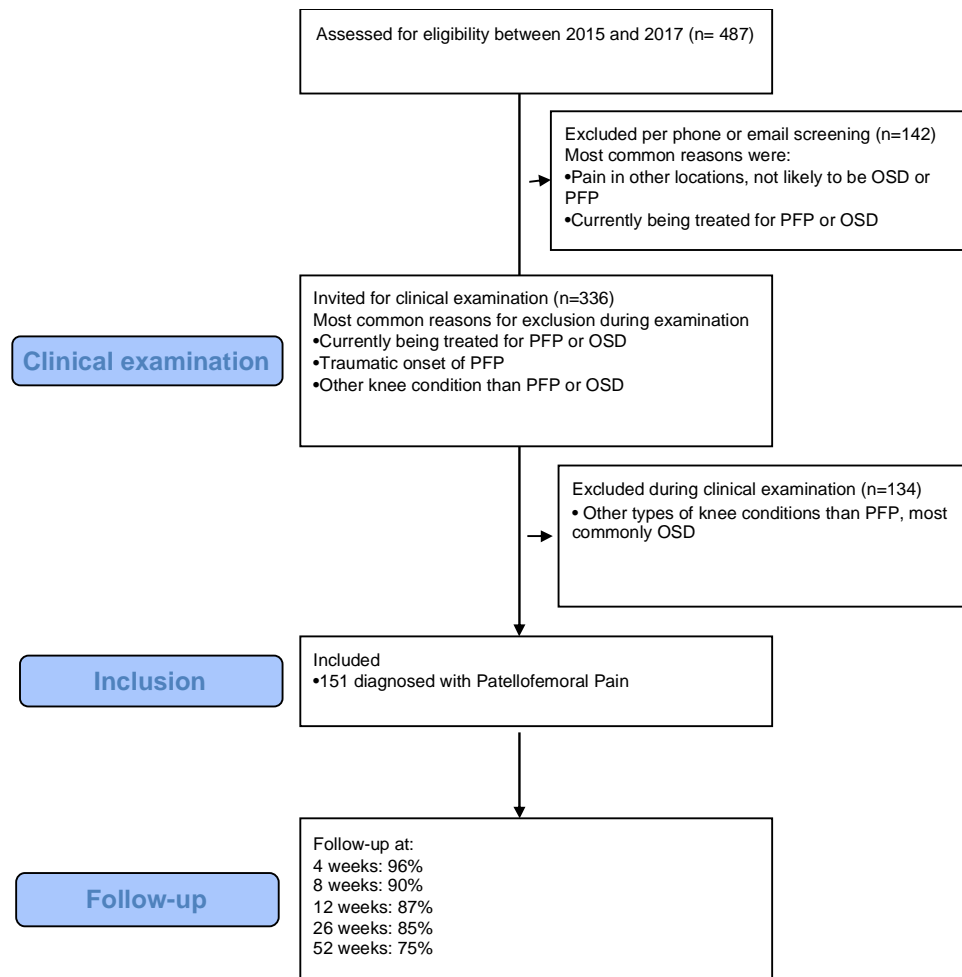 Assessed for eligibility between 2015 and 2017 (n= 487)
Excluded per phone or email screening (n=142)
Most common reasons were:
•Pain in other locations, not likely to be OSD or
PFP
•Currently being treated for PFP or OSD
Invited for clinical examination (n=336)
Most common reasons for exclusion during examination
•Currently being treated for PFP or OSD
•Traumatic onset of PFP
•Other knee condition than PFP or OSD
Clinical examination
Excluded during clinical examination (n=134)
• Other types of knee conditions than PFP, most
commonly OSD
Inclusion
Included
•151 diagnosed with Patellofemoral Pain
Follow-up
Follow-up at:
4 weeks: 96%
8 weeks: 90%
12 weeks: 87%
26 weeks: 85%
52 weeks: 75%